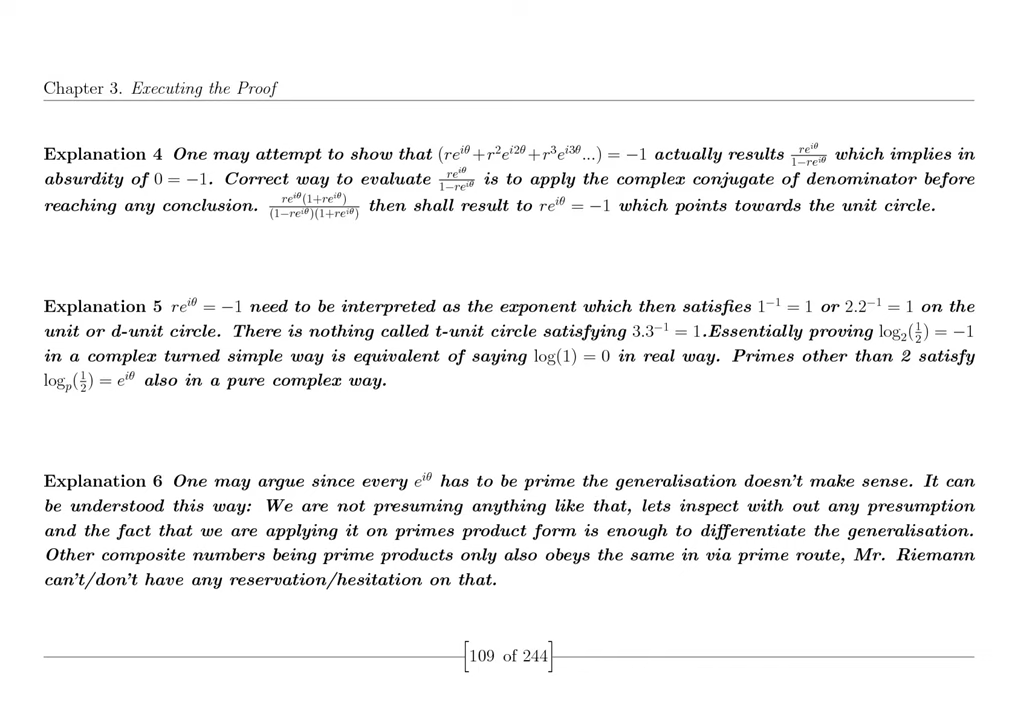 Chapter 3. Executing the Proof
Explanation 4 One may attempt to show that (re^{iθ}+r^2e^{i2θ}+r^3e^{i3θ}...) = −1 actually results \frac{re^{iθ}}{1−re^{iθ}} which implies in
absurdity of 0 = −1. Correct way to evaluate \frac{re^{iθ}}{1−re^{iθ}} is to apply the complex conjugate of denominator before
reaching any conclusion. \frac{re^{iθ}(1+re^{iθ})}{(1−re^{iθ})(1+re^{iθ})} then shall result to re^{iθ} = −1 which points towards the unit circle.
Explanation 5 re^{iθ} = −1 need to be interpreted as the exponent which then satisfies 1^{−1} = 1 or 2.2^{−1} = 1 on the
unit or d-unit circle. There is nothing called t-unit circle satisfying 3.3^{−1} = 1.Essentially proving log_2(\frac{1}{2}) = −1
in a complex turned simple way is equivalent of saying log(1) = 0 in real way. Primes other than 2 satisfy
log_p(\frac{1}{2}) = e^{iθ} also in a pure complex way.
Explanation 6 One may argue since every e^{iθ} has to be prime the generalisation doesn't make sense. It can
be understood this way: We are not presuming anything like that, lets inspect with out any presumption
and the fact that we are applying it on primes product form is enough to differentiate the generalisation.
Other composite numbers being prime products only also obeys the same in via prime route, Mr. Riemann
can't/don't have any reservation/hesitation on that.
[109 of 244]